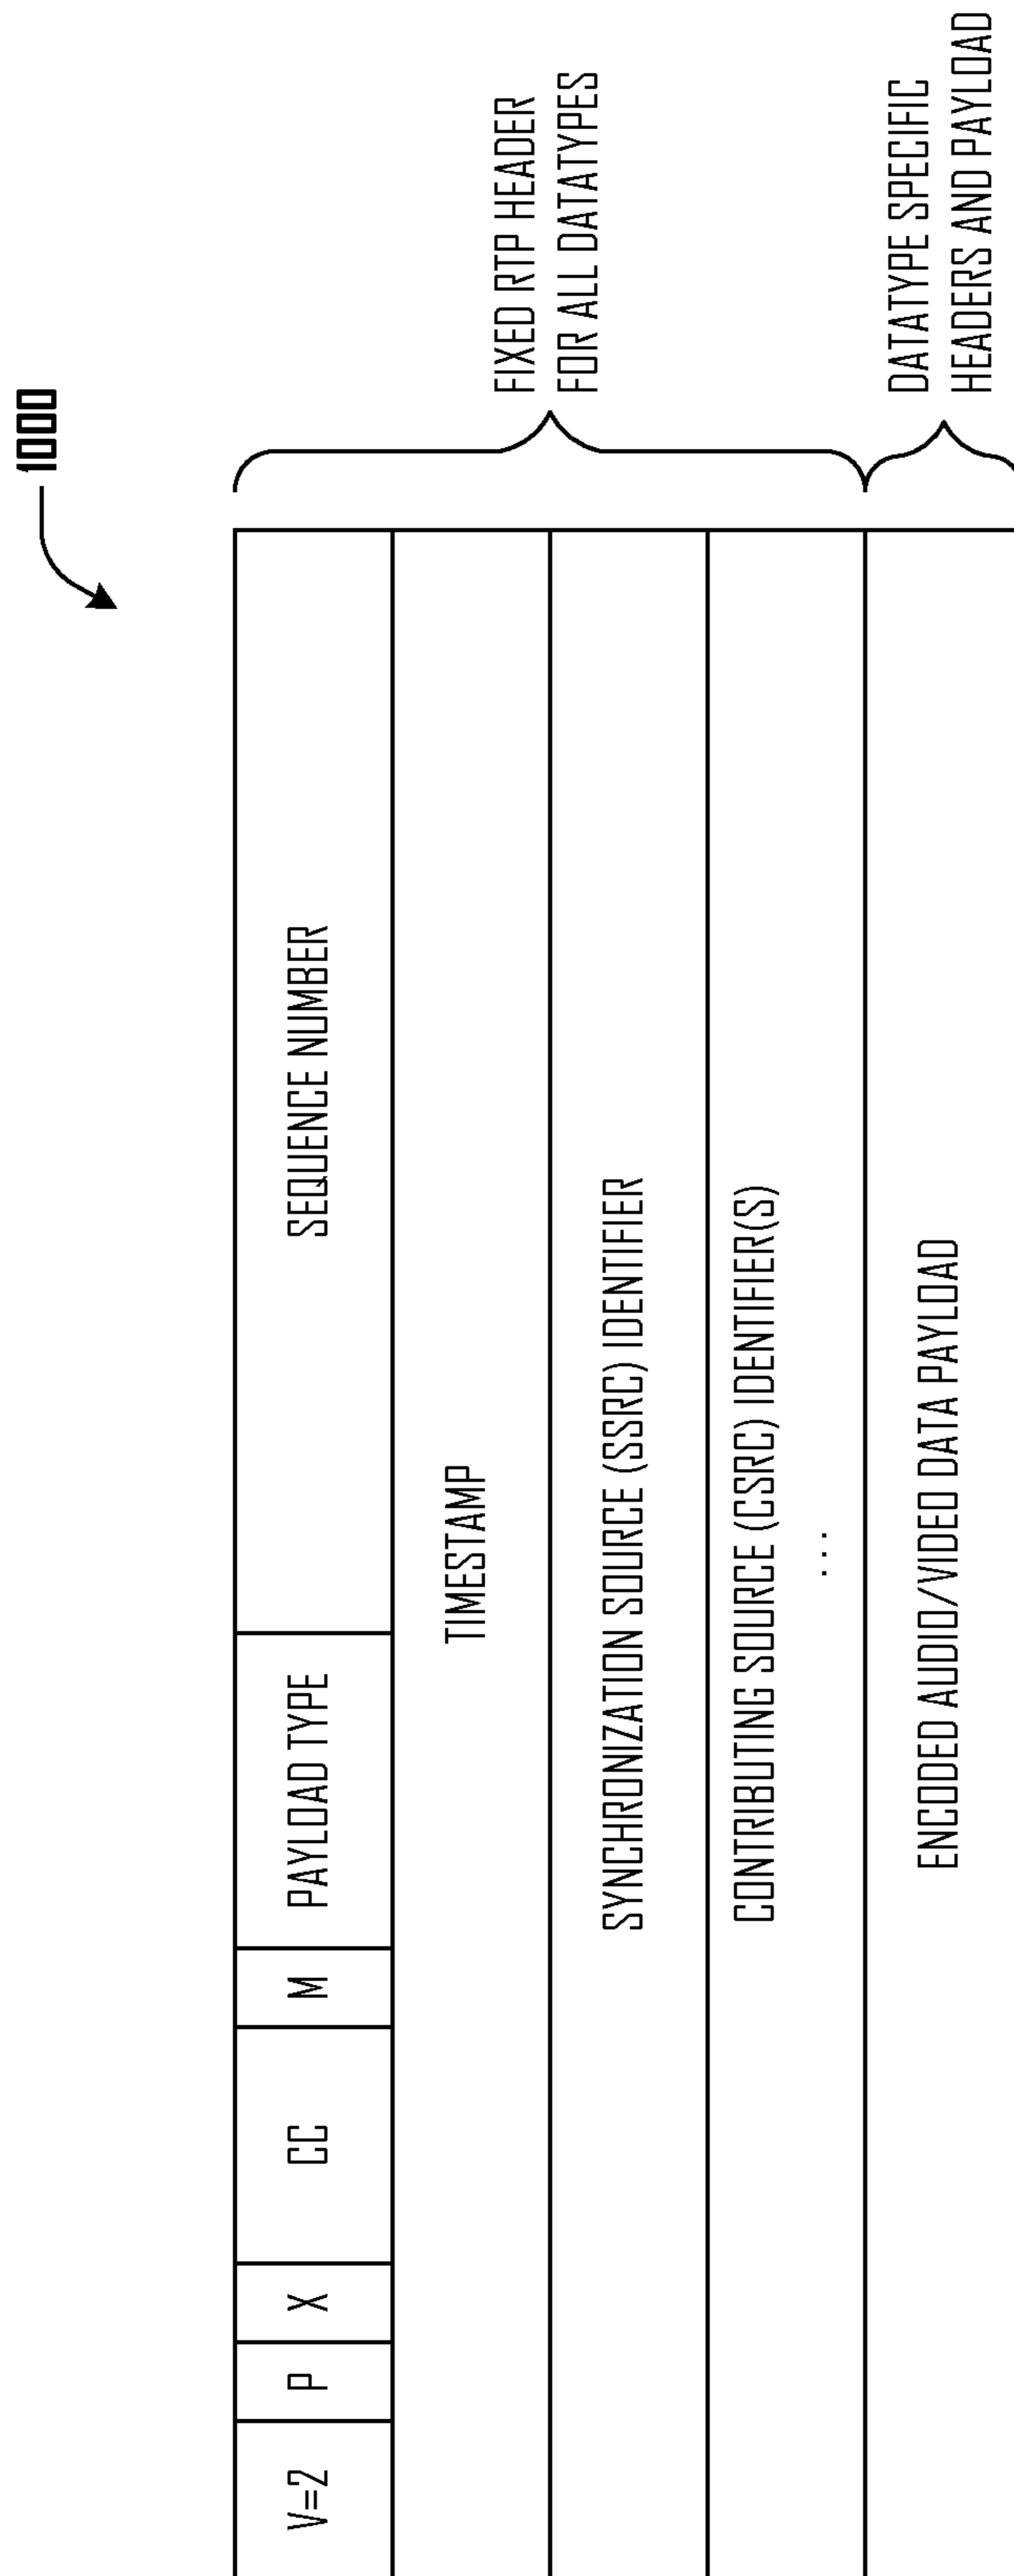 1000
V=2
P
X
CC
M
PAYLOAD TYPE
SEQUENCE NUMBER
TIMESTAMP
SYNCHRONIZATION SOURCE (SSRC) IDENTIFIER
CONTRIBUTING SOURCE (CSRC) IDENTIFIER(S)
...
FIXED RTP HEADER
FOR ALL DATATYPES
ENCODED AUDIO/VIDEO DATA PAYLOAD
DATATYPE SPECIFIC
HEADERS AND PAYLOAD